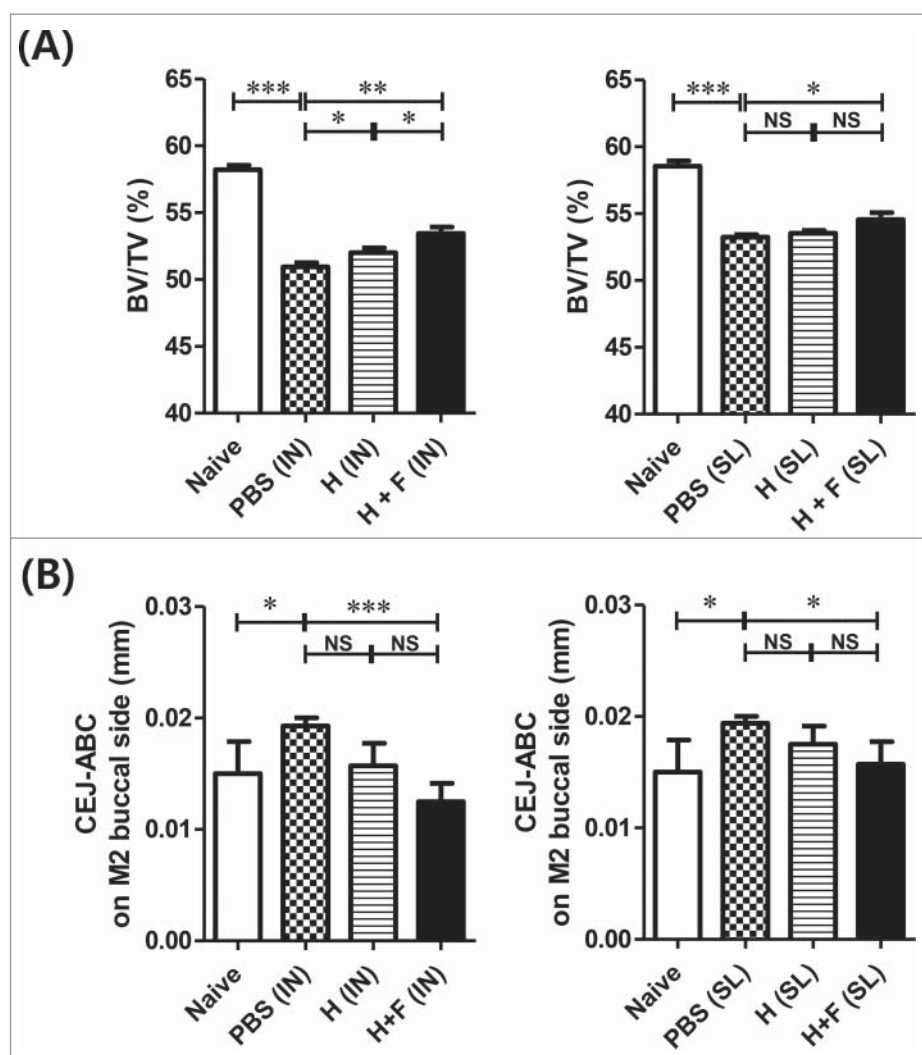 (A)
BV/TV (%)
65
60
55
50
45
40
*** **
* *
Naive
PBS (IN)
H (IN)
H + F (IN)
BV/TV (%)
65
60
55
50
45
40
*** *
NS NS
Naive
PBS (SL)
H (SL)
H + F (SL)
(B)
CEJ-ABC
on M2 buccal side (mm)
0.03
0.02
0.01
0.00
* ***
NS NS
Naive
PBS (IN)
H (IN)
H+F (IN)
CEJ-ABC
on M2 buccal side (mm)
0.03
0.02
0.01
0.00
* *
NS NS
Naive
PBS (SL)
H (SL)
H+F (SL)